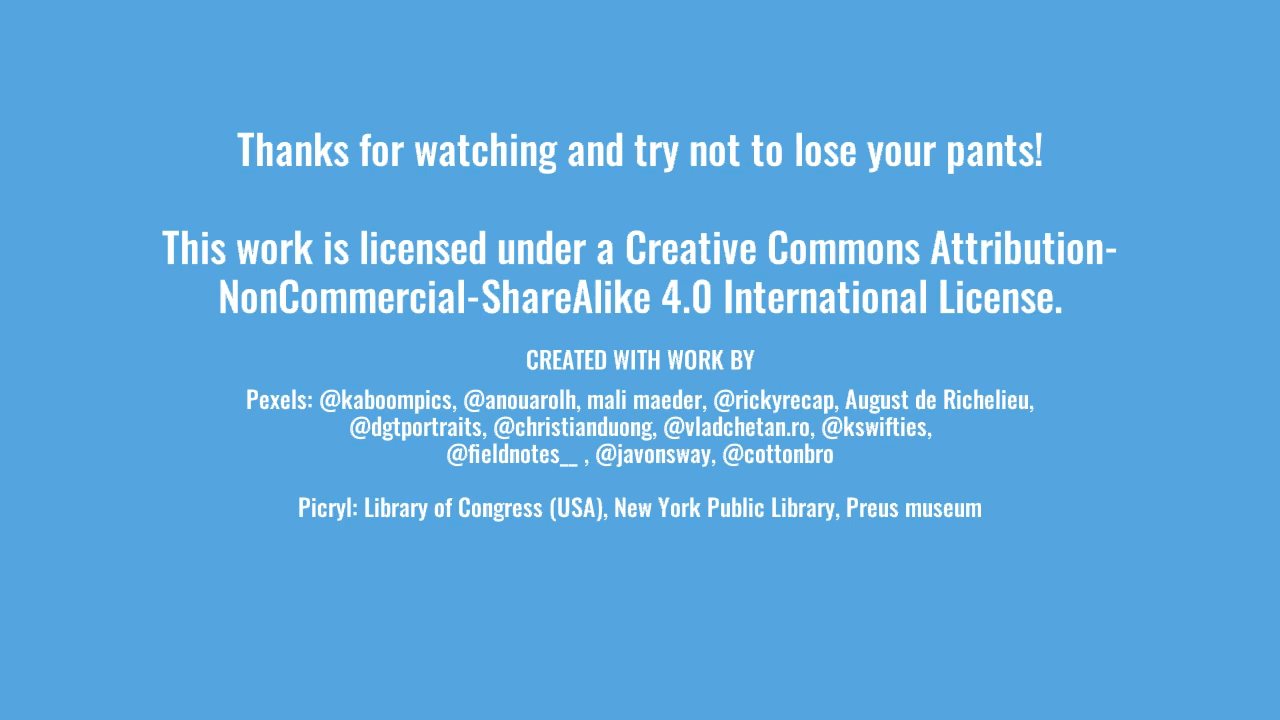 Thanks for watching and try not to lose your pants!
This work is licensed under a Creative Commons Attribution-
NonCommercial-ShareAlike 4.0 International License.
CREATED WITH WORK BY
Pexels: @kaboompics, @anouarolh, mali maeder, @rickyrecap, August de Richelieu,
@dgtportraits, @christianduong, @vladchetan.ro, @kswifties,
@fieldnotes__ , @javonsway, @cottonbro
Picryl: Library of Congress (USA), New York Public Library, Preus museum